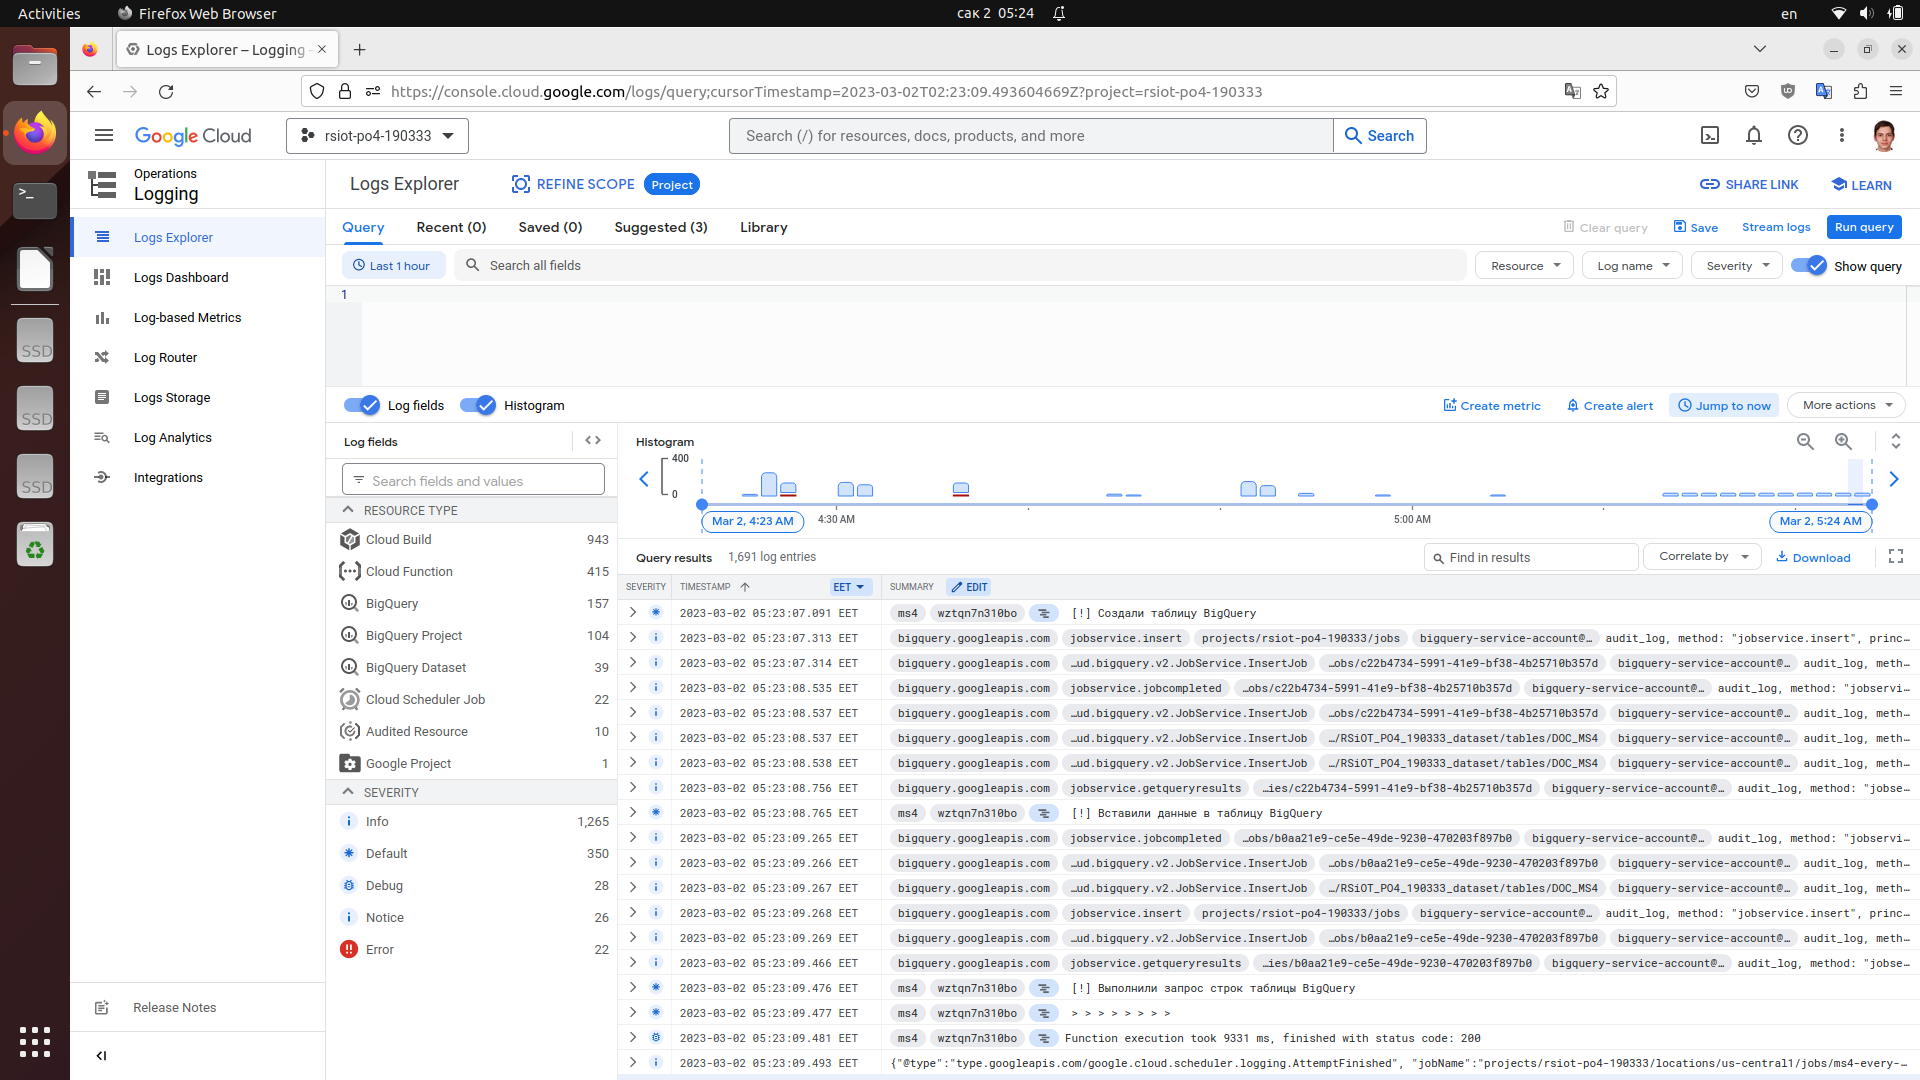 Activities
Firefox Web Browser
сак 2 05:24
en
Logs Explorer – Logging
https://console.cloud.google.com/logs/query;cursorTimestamp=2023-03-02T02:23:09.493604669Z?project=rsiot-po4-190333
Google Cloud
rsiot-po4-190333
Search (/) for resources, docs, products, and more
Search
Operations
Logging
Logs Explorer
REFINE SCOPE
Project
SHARE LINK
LEARN
Logs Explorer
Logs Dashboard
Log-based Metrics
Log Router
Logs Storage
Log Analytics
Integrations
Release Notes
SSD
SSD
SSD
Query
Recent (0)
Saved (0)
Suggested (3)
Library
Clear query
Save
Stream logs
Run query
Last 1 hour
Search all fields
Resource
Log name
Severity
Show query
1
Log fields
Histogram
Create metric
Create alert
Jump to now
More actions
Log fields
Search fields and values
RESOURCE TYPE
Cloud Build 943
Cloud Function 415
BigQuery 157
BigQuery Project 104
BigQuery Dataset 39
Cloud Scheduler Job 22
Audited Resource 10
Google Project 1
SEVERITY
Info 1,265
Default 350
Debug 28
Notice 26
Error 22
Histogram
400
0
Mar 2, 4:23 AM
4:30 AM
5:00 AM
Mar 2, 5:24 AM
Query results 1,691 log entries
Find in results
Correlate by
Download
SEVERITY TIMESTAMP EET SUMMARY EDIT
2023-03-02 05:23:07.091 EET ms4 wztqn7n310bo [!] Создали таблицу BigQuery
2023-03-02 05:23:07.313 EET bigquery.googleapis.com jobservice.insert projects/rsiot-po4-190333/jobs bigquery-service-account@… audit_log, method: "jobservice.insert", princ…
2023-03-02 05:23:07.314 EET bigquery.googleapis.com …ud.bigquery.v2.JobService.InsertJob …obs/c22b4734-5991-41e9-bf38-4b25710b357d bigquery-service-account@… audit_log, meth…
2023-03-02 05:23:08.535 EET bigquery.googleapis.com jobservice.jobcompleted …obs/c22b4734-5991-41e9-bf38-4b25710b357d bigquery-service-account@… audit_log, method: "jobservi…
2023-03-02 05:23:08.537 EET bigquery.googleapis.com …ud.bigquery.v2.JobService.InsertJob …obs/c22b4734-5991-41e9-bf38-4b25710b357d bigquery-service-account@… audit_log, meth…
2023-03-02 05:23:08.537 EET bigquery.googleapis.com …ud.bigquery.v2.JobService.InsertJob …/RSiOT_PO4_190333_dataset/tables/DOC_MS4 bigquery-service-account@… audit_log, meth…
2023-03-02 05:23:08.538 EET bigquery.googleapis.com …ud.bigquery.v2.JobService.InsertJob …/RSiOT_PO4_190333_dataset/tables/DOC_MS4 bigquery-service-account@… audit_log, meth…
2023-03-02 05:23:08.756 EET bigquery.googleapis.com jobservice.getqueryresults …ies/c22b4734-5991-41e9-bf38-4b25710b357d bigquery-service-account@… audit_log, method: "jobse…
2023-03-02 05:23:08.765 EET ms4 wztqn7n310bo [!] Вставили данные в таблицу BigQuery
2023-03-02 05:23:09.265 EET bigquery.googleapis.com jobservice.jobcompleted …obs/b0aa21e9-ce5e-49de-9230-470203f897b0 bigquery-service-account@… audit_log, method: "jobservi…
2023-03-02 05:23:09.266 EET bigquery.googleapis.com …ud.bigquery.v2.JobService.InsertJob …obs/b0aa21e9-ce5e-49de-9230-470203f897b0 bigquery-service-account@… audit_log, meth…
2023-03-02 05:23:09.267 EET bigquery.googleapis.com …ud.bigquery.v2.JobService.InsertJob …/RSiOT_PO4_190333_dataset/tables/DOC_MS4 bigquery-service-account@… audit_log, meth…
2023-03-02 05:23:09.268 EET bigquery.googleapis.com jobservice.insert projects/rsiot-po4-190333/jobs bigquery-service-account@… audit_log, method: "jobservice.insert", princ…
2023-03-02 05:23:09.269 EET bigquery.googleapis.com …ud.bigquery.v2.JobService.InsertJob …obs/b0aa21e9-ce5e-49de-9230-470203f897b0 bigquery-service-account@… audit_log, meth…
2023-03-02 05:23:09.466 EET bigquery.googleapis.com jobservice.getqueryresults …ies/b0aa21e9-ce5e-49de-9230-470203f897b0 bigquery-service-account@… audit_log, method: "jobse…
2023-03-02 05:23:09.476 EET ms4 wztqn7n310bo [!] Выполнили запрос строк таблицы BigQuery
2023-03-02 05:23:09.477 EET ms4 wztqn7n310bo > > > > > > > >
2023-03-02 05:23:09.481 EET ms4 wztqn7n310bo Function execution took 9331 ms, finished with status code: 200
2023-03-02 05:23:09.493 EET {"@type":"type.googleapis.com/google.cloud.scheduler.logging.AttemptFinished", "jobName":"projects/rsiot-po4-190333/locations/us-central1/jobs/ms4-every-…